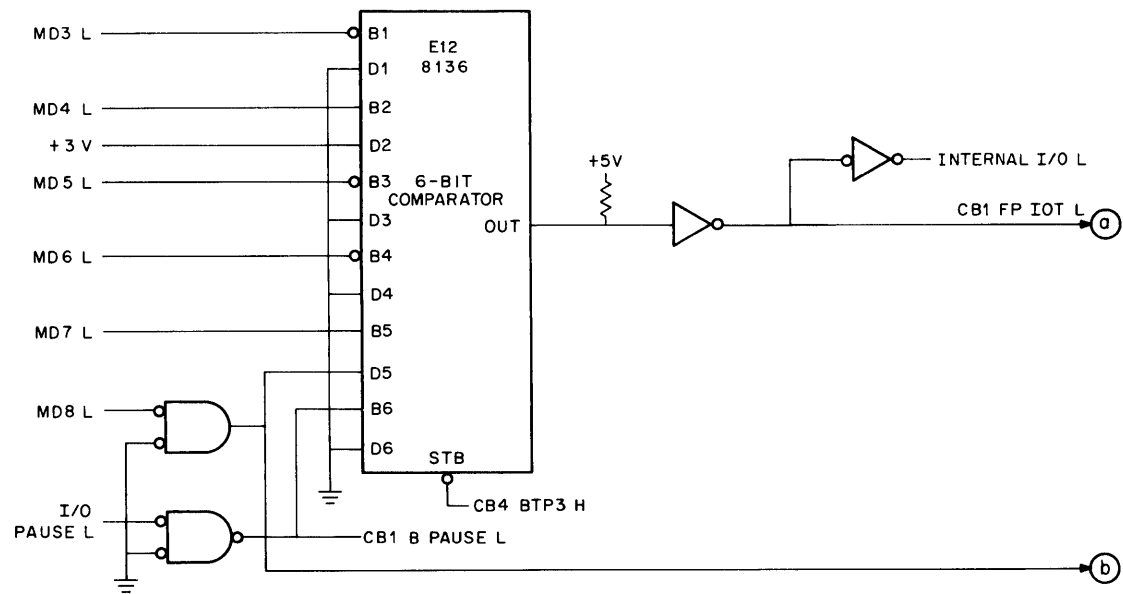 MD3 L
B1
E12
8136
D1
MD4 L
B2
+3 V
D2
+5V
INTERNAL I/O L
MD5 L
B3
6-BIT
COMPARATOR
D3
OUT
CB1 FP IOT L
a
MD6 L
B4
D4
MD7 L
B5
D5
MD8 L
B6
D6
STB
CB4 BTP3 H
I/O
PAUSE L
CB1 B PAUSE L
b